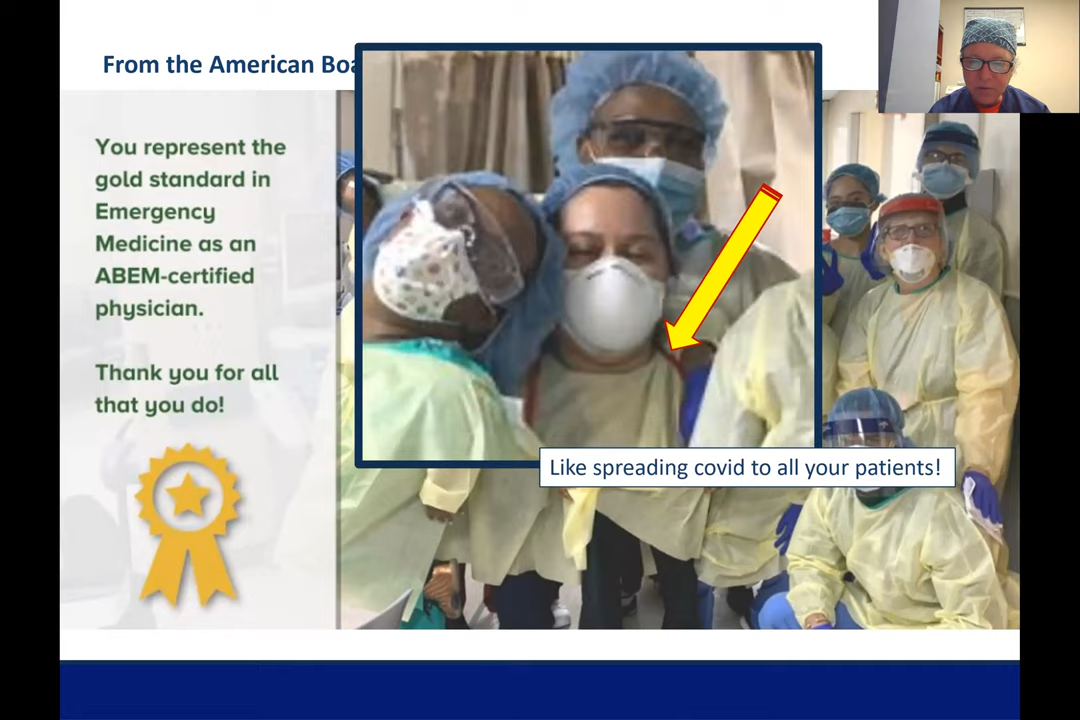 From the American Boa
You represent the
gold standard in
Emergency
Medicine as an
ABEM-certified
physician.
Thank you for all
that you do!
Like spreading covid to all your patients!